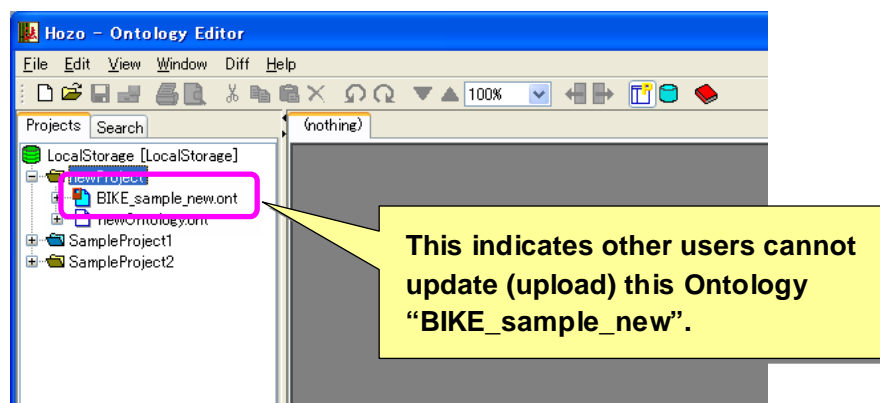 Hozo - Ontology Editor
File Edit View Window Diff Help
100%
Projects Search
(nothing)
LocalStorage [LocalStorage]
newProject
BIKE_sample_new.ont
newOntology.ont
SampleProject1
SampleProject2
This indicates other users cannot
update (upload) this Ontology
“BIKE_sample_new”.